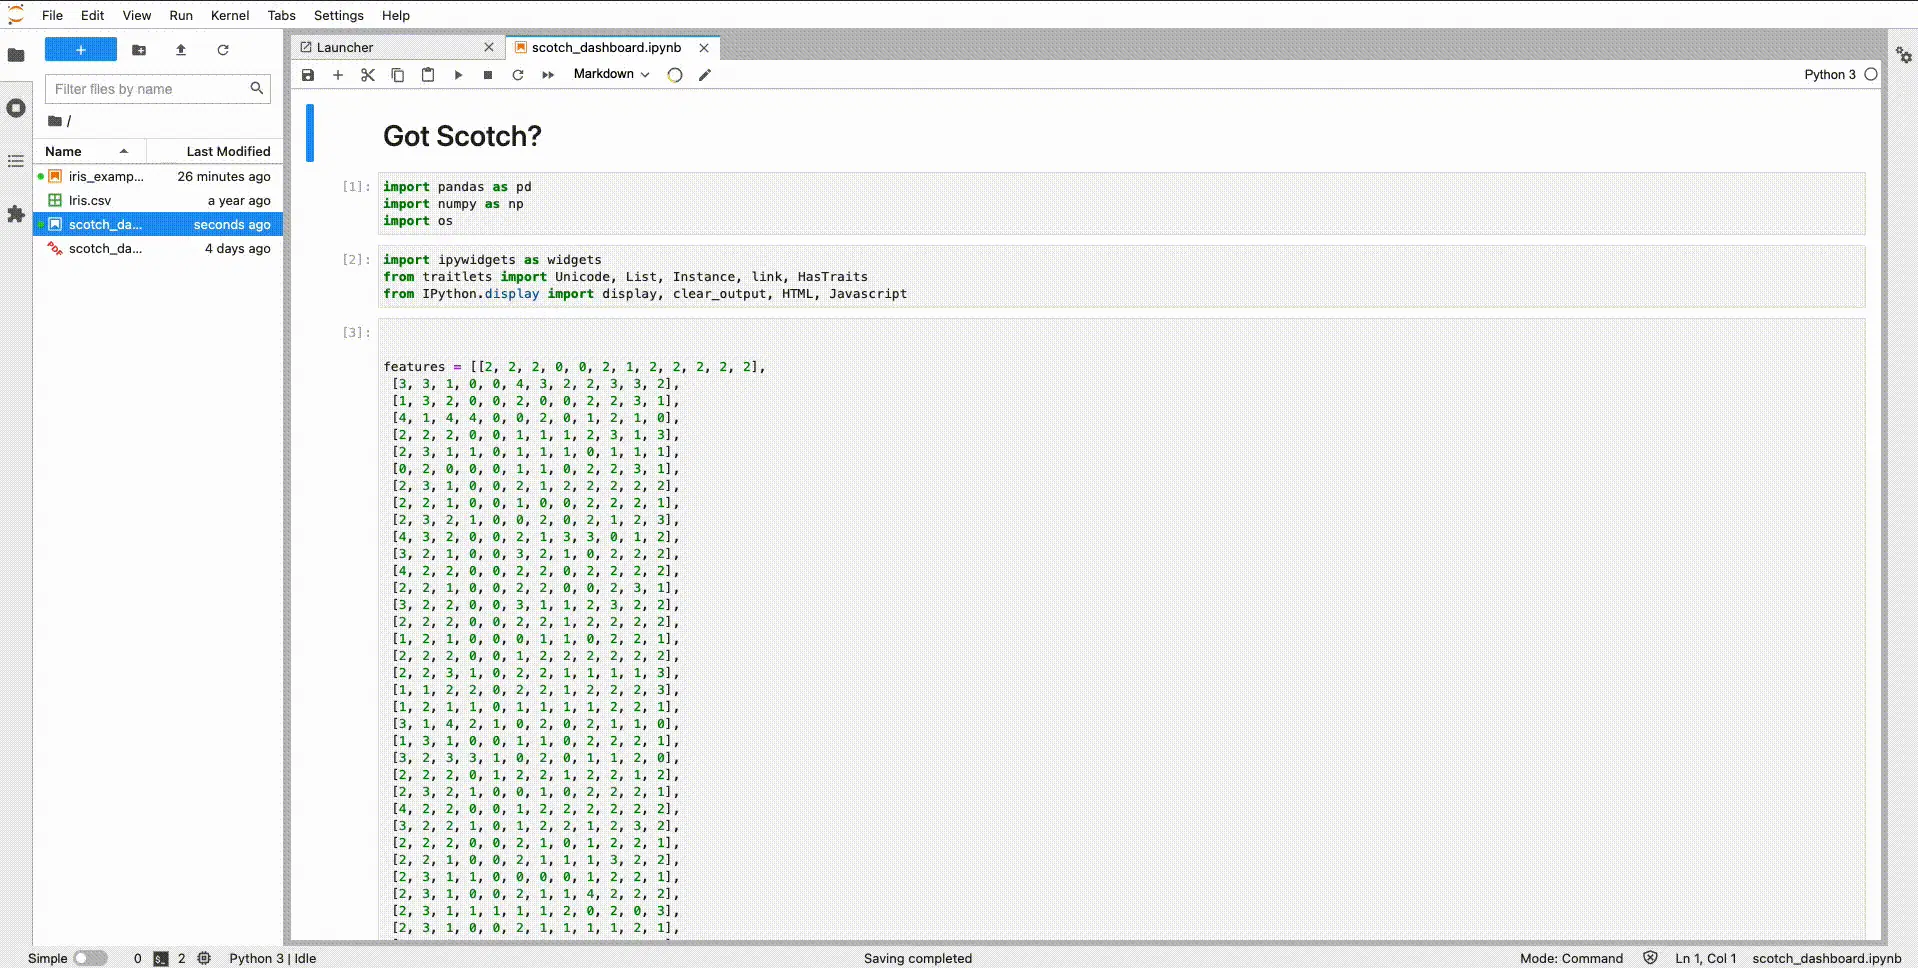 File Edit View Run Kernel Tabs Settings Help
Filter files by name
/
Name Last Modified
iris_examp... 26 minutes ago
Iris.csv a year ago
scotch_da... seconds ago
scotch_da... 4 days ago
Launcher scotch_dashboard.ipynb
Markdown Python 3
Got Scotch?
[1]: import pandas as pd
import numpy as np
import os
[2]: import ipywidgets as widgets
from traitlets import Unicode, List, Instance, link, HasTraits
from IPython.display import display, clear_output, HTML, Javascript
[3]:
features = [[2, 2, 2, 0, 0, 2, 1, 2, 2, 2, 2, 2],
[3, 3, 1, 0, 0, 4, 3, 2, 2, 3, 3, 2],
[1, 3, 2, 0, 0, 2, 0, 0, 2, 2, 3, 1],
[4, 1, 4, 4, 0, 0, 2, 0, 1, 2, 1, 0],
[2, 2, 2, 0, 0, 1, 1, 1, 2, 3, 1, 3],
[2, 3, 1, 1, 0, 1, 1, 1, 0, 1, 1, 1],
[0, 2, 0, 0, 0, 1, 1, 0, 2, 2, 3, 1],
[2, 3, 1, 0, 0, 2, 1, 2, 2, 2, 2, 2],
[2, 2, 1, 0, 0, 1, 0, 0, 2, 2, 2, 1],
[2, 3, 2, 1, 0, 0, 2, 0, 2, 1, 2, 3],
[4, 3, 2, 0, 0, 2, 1, 3, 3, 0, 1, 2],
[3, 2, 1, 0, 0, 3, 2, 1, 0, 2, 2, 2],
[4, 2, 2, 0, 0, 2, 2, 0, 2, 2, 2, 2],
[2, 2, 1, 0, 0, 2, 2, 0, 0, 2, 3, 1],
[3, 2, 2, 0, 0, 3, 1, 1, 2, 3, 2, 2],
[2, 2, 2, 0, 0, 2, 2, 1, 2, 2, 2, 2],
[1, 2, 1, 0, 0, 0, 1, 1, 0, 2, 2, 1],
[2, 2, 2, 0, 0, 1, 2, 2, 2, 2, 2, 2],
[2, 2, 3, 1, 0, 2, 2, 1, 1, 1, 1, 3],
[1, 1, 2, 2, 0, 2, 2, 1, 2, 2, 2, 3],
[1, 2, 1, 1, 0, 1, 1, 1, 1, 2, 2, 1],
[3, 1, 4, 2, 1, 0, 2, 0, 2, 1, 1, 0],
[1, 3, 1, 0, 0, 1, 1, 0, 2, 2, 2, 1],
[3, 2, 3, 3, 1, 0, 2, 0, 1, 1, 2, 0],
[2, 2, 2, 0, 1, 2, 2, 1, 2, 2, 1, 2],
[2, 3, 2, 1, 0, 0, 1, 0, 2, 2, 2, 1],
[4, 2, 2, 0, 0, 1, 2, 2, 2, 2, 2, 2],
[3, 2, 2, 1, 0, 1, 2, 2, 1, 2, 3, 2],
[2, 2, 2, 0, 0, 2, 1, 0, 1, 2, 2, 1],
[2, 2, 1, 0, 0, 2, 1, 1, 1, 3, 2, 2],
[2, 3, 1, 1, 0, 0, 0, 0, 1, 2, 2, 1],
[2, 3, 1, 0, 0, 2, 1, 1, 4, 2, 2, 2],
[2, 3, 1, 1, 1, 1, 1, 2, 0, 2, 0, 3],
[2, 3, 1, 0, 0, 2, 1, 1, 1, 1, 2, 1],
Simple 0 $_ 2 Python 3 | Idle Saving completed Mode: Command Ln 1, Col 1 scotch_dashboard.ipynb